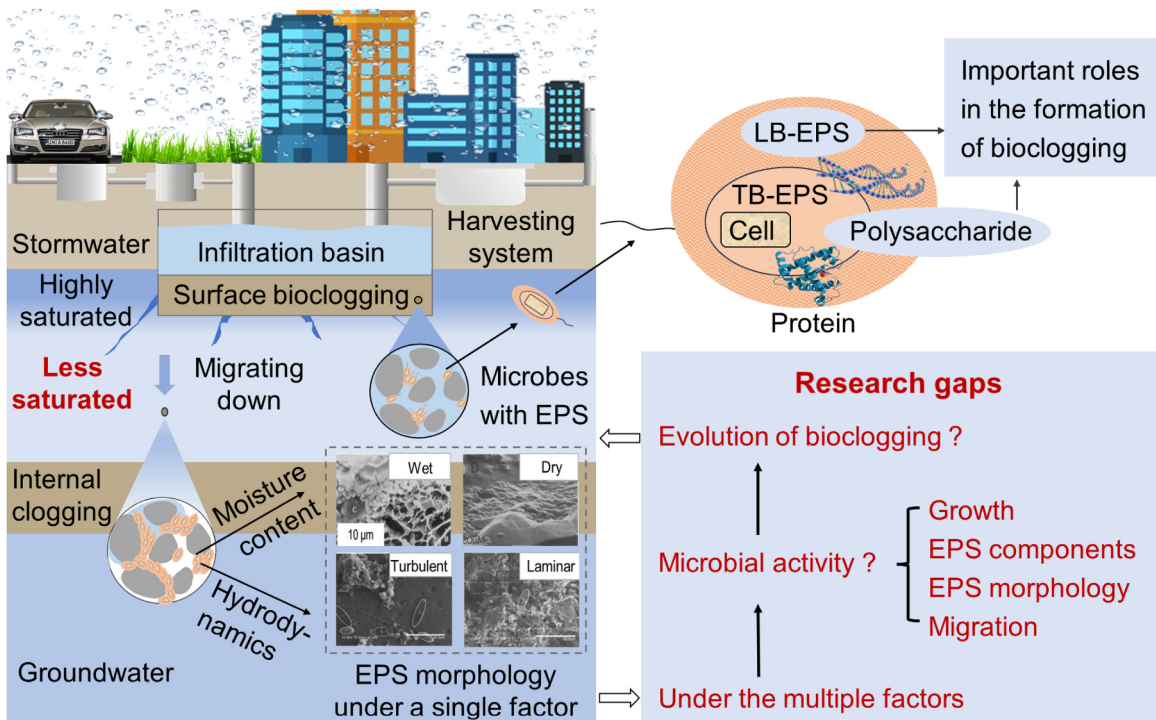 Stormwater
Infiltration basin
Harvesting
system
Highly
saturated
Surface bioclogging
Less
saturated
Migrating
down
Microbes
with EPS
Internal
clogging
Moisture
content
Hydrody-
namics
Wet
10 μm
Dry
D
Turbulent
Laminar
Groundwater
EPS morphology
under a single factor
LB-EPS
TB-EPS
Cell
Polysaccharide
Protein
Important roles
in the formation
of bioclogging
Research gaps
Evolution of bioclogging ?
Microbial activity ?
Growth
EPS components
EPS morphology
Migration
Under the multiple factors